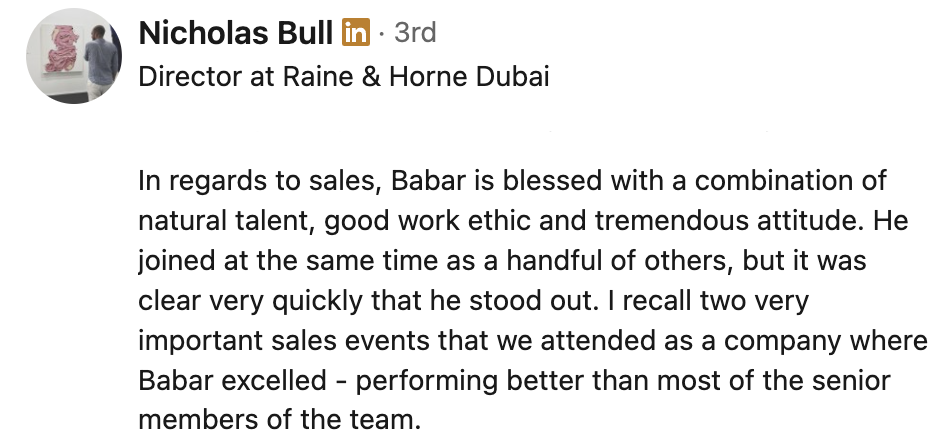 Nicholas Bull in · 3rd
Director at Raine & Horne Dubai
In regards to sales, Babar is blessed with a combination of
natural talent, good work ethic and tremendous attitude. He
joined at the same time as a handful of others, but it was
clear very quickly that he stood out. I recall two very
important sales events that we attended as a company where
Babar excelled - performing better than most of the senior
members of the team.